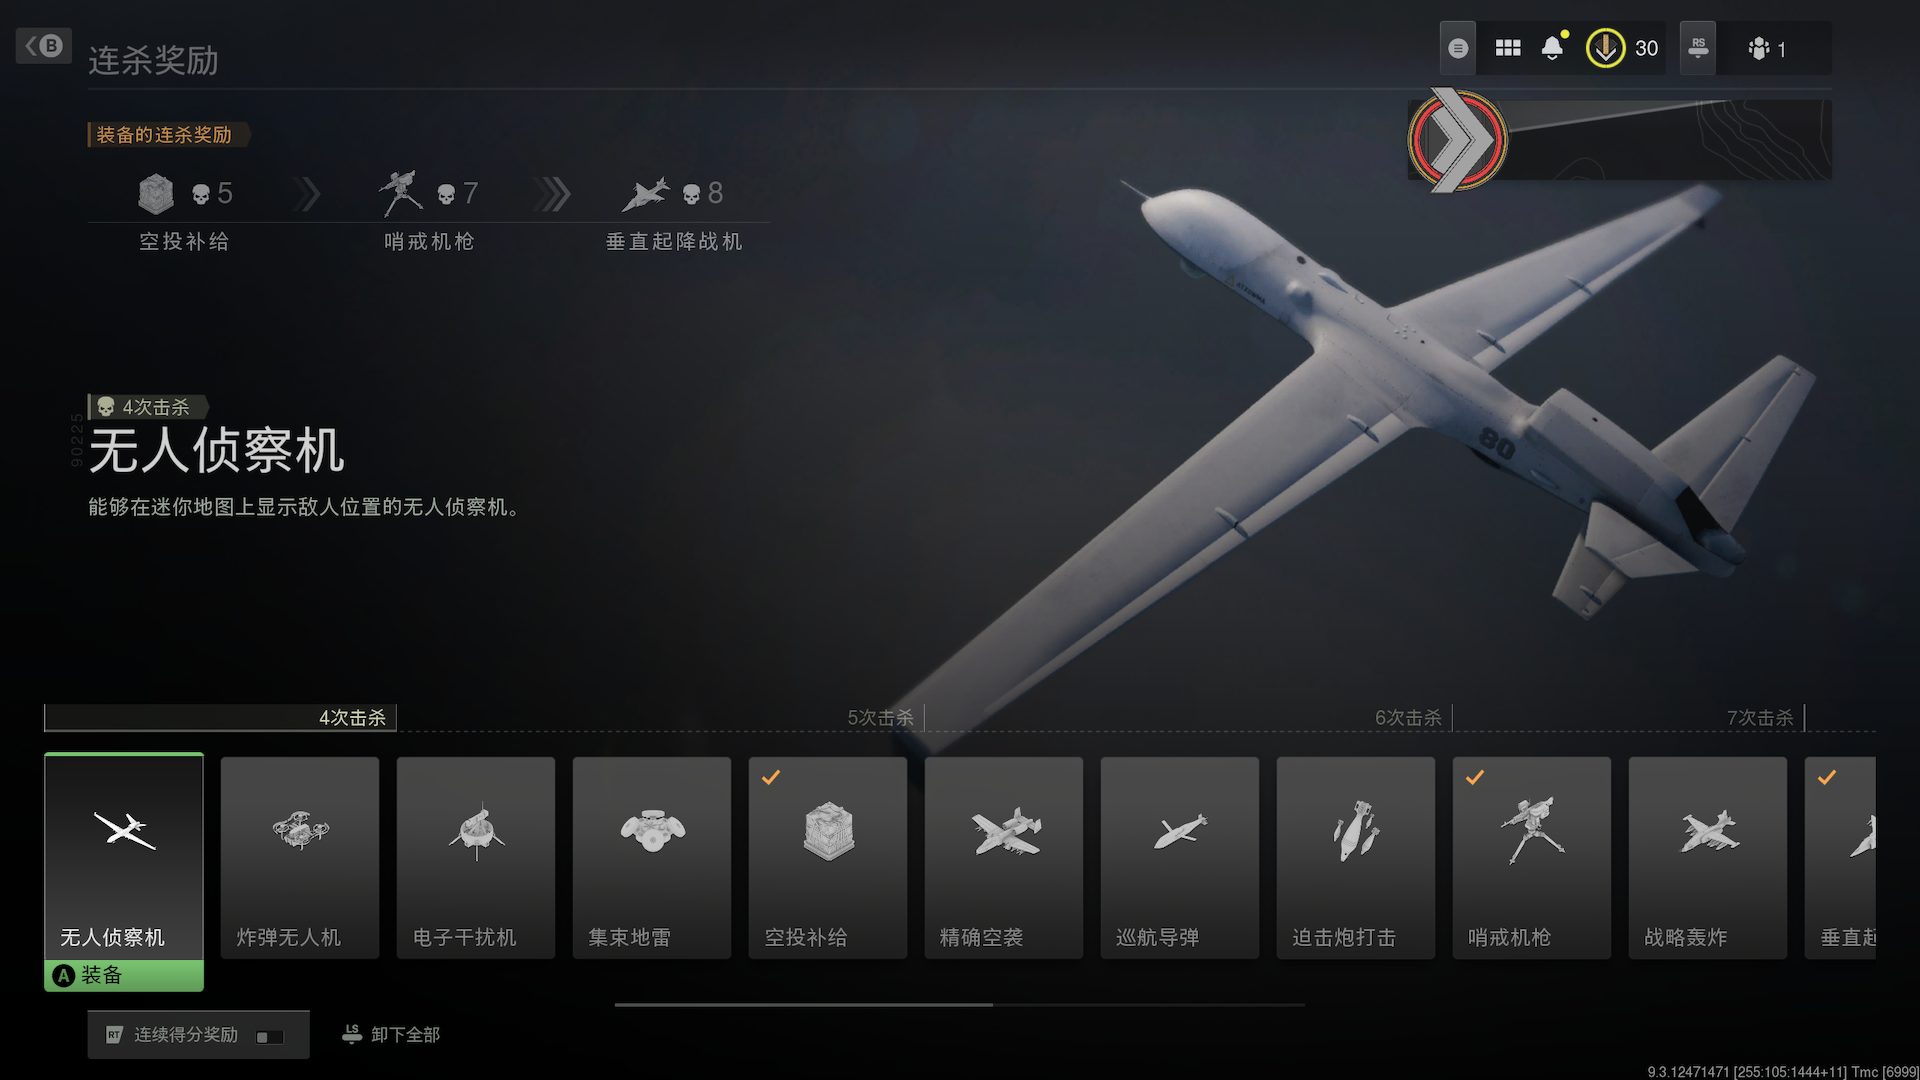 B
连杀奖励
30
RS
1
装备的连杀奖励
5
7
8
空投补给
哨戒机枪
垂直起降战机
4次击杀
90225
无人侦察机
能够在迷你地图上显示敌人位置的无人侦察机。
80
4次击杀
5次击杀
6次击杀
7次击杀
无人侦察机
炸弹无人机
电子干扰机
集束地雷
空投补给
精确空袭
巡航导弹
迫击炮打击
哨戒机枪
战略轰炸
垂直起
A 装备
RT 连续得分奖励
LS 卸下全部
9.3.12471471 [255:105:1444+11] Tmc [6999]